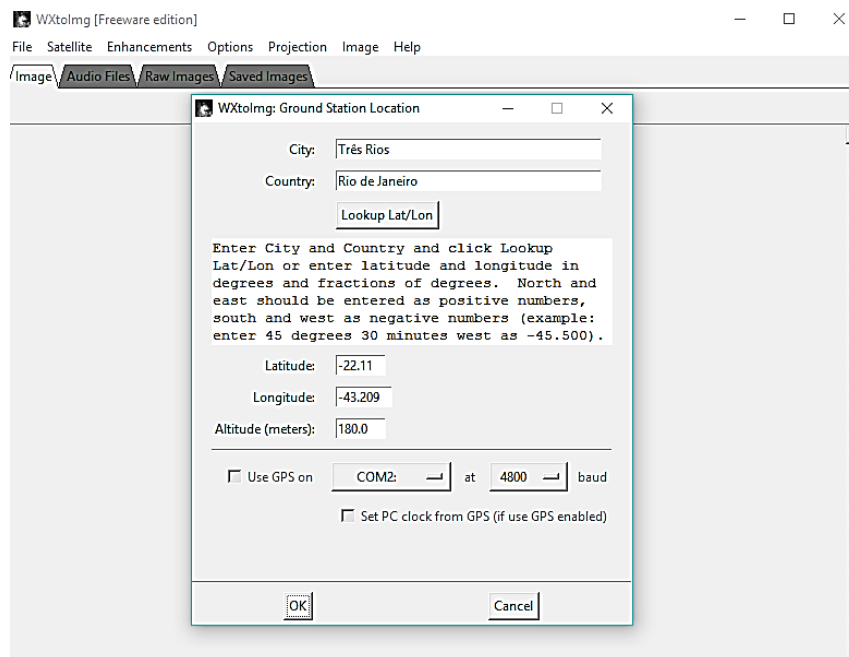 WXtoImg [Freeware edition]
File Satellite Enhancements Options Projection Image Help
Image Audio Files Raw Images Saved Images
WXtoImg: Ground Station Location
City: Três Rios
Country: Rio de Janeiro
Lookup Lat/Lon
Enter City and Country and click Lookup
Lat/Lon or enter latitude and longitude in
degrees and fractions of degrees. North and
east should be entered as positive numbers,
south and west as negative numbers (example:
enter 45 degrees 30 minutes west as -45.500).
Latitude: -22.11
Longitude: -43.209
Altitude (meters): 180.0
Use GPS on COM2: at 4800 baud
Set PC clock from GPS (if use GPS enabled)
OK Cancel